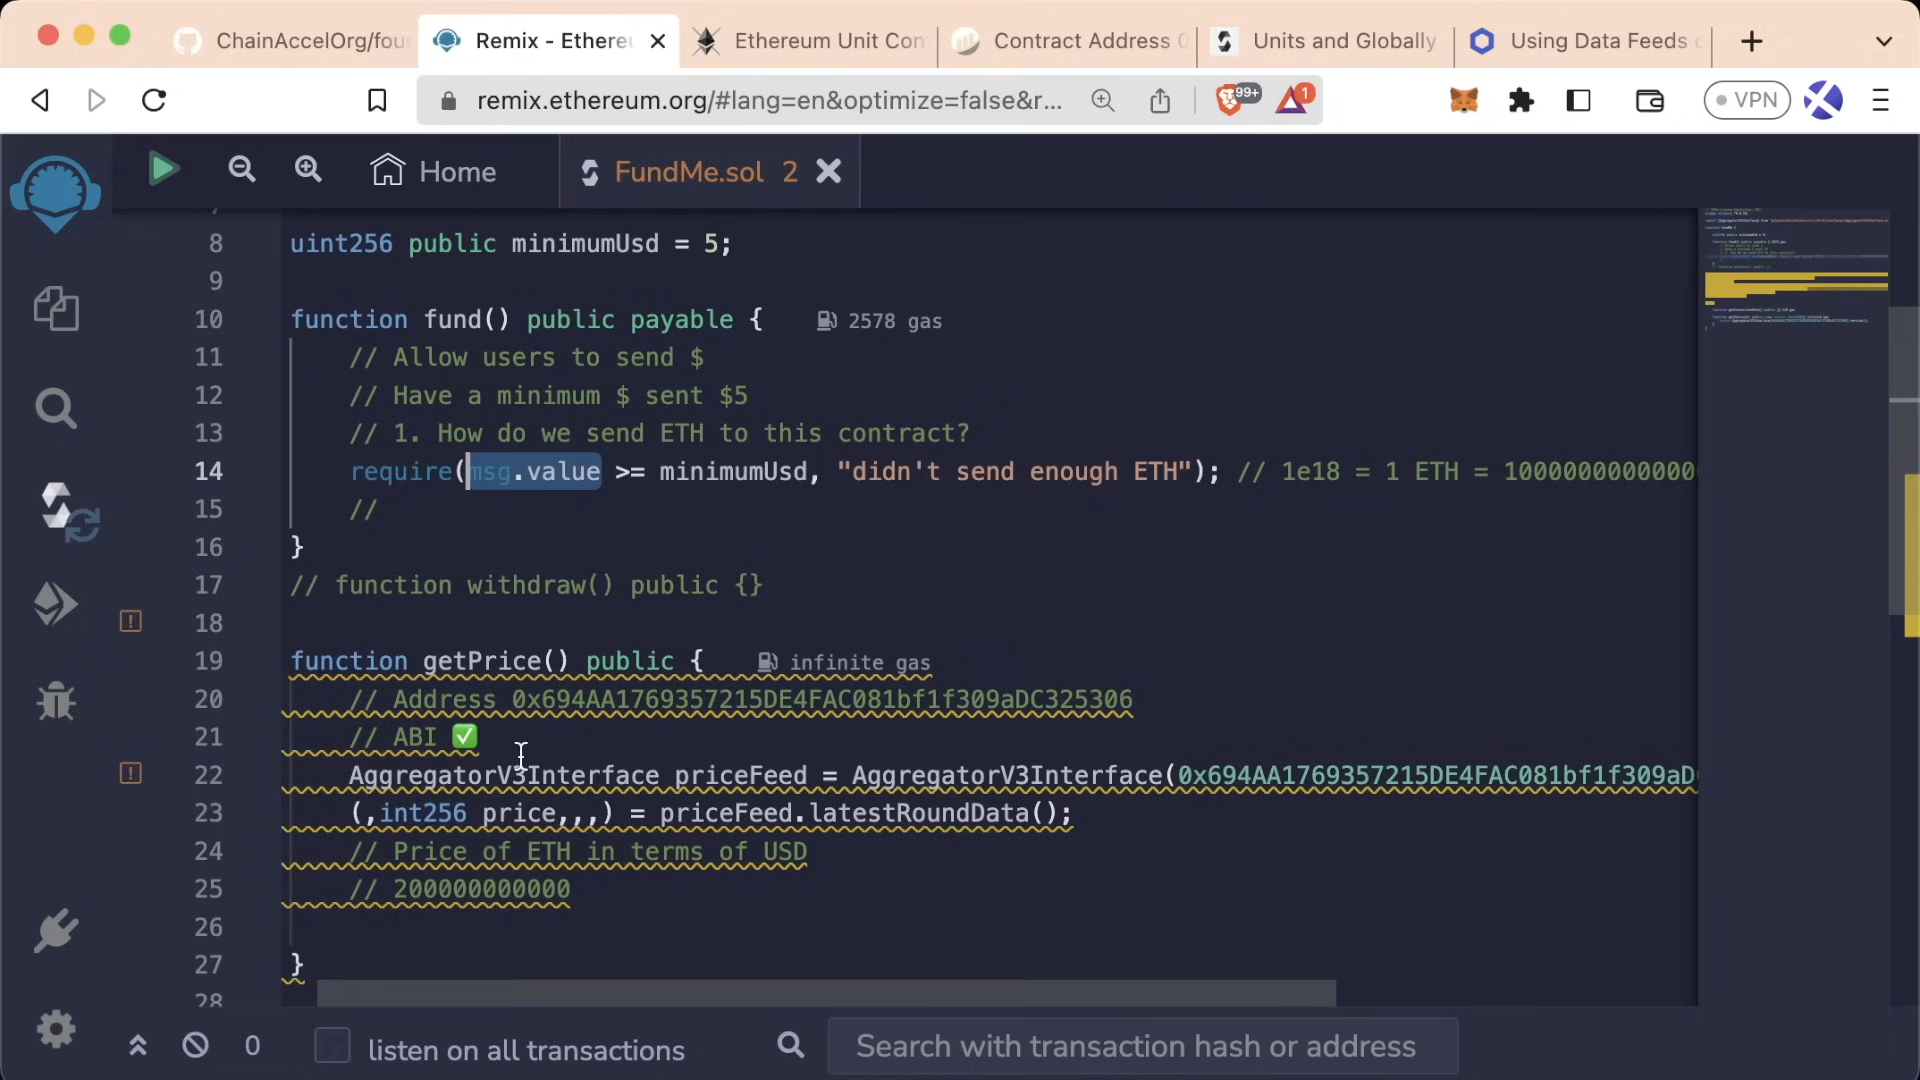 ChainAccelOrg/fou
Remix - Ethere
Ethereum Unit Con
Contract Address 0
Units and Globally
Using Data Feeds
remix.ethereum.org/#lang=en&optimize=false&r...
99+
1
VPN
Home
FundMe.sol 2
8 uint256 public minimumUsd = 5;
9
10 function fund() public payable { 2578 gas
11 // Allow users to send $
12 // Have a minimum $ sent $5
13 // 1. How do we send ETH to this contract?
14 require(msg.value >= minimumUsd, "didn't send enough ETH"); // 1e18 = 1 ETH = 1000000000000
15 //
16 }
17 // function withdraw() public {}
18
19 function getPrice() public { infinite gas
20 // Address 0x694AA1769357215DE4FAC081bf1f309aDC325306
21 // ABI ✅
22 AggregatorV3Interface priceFeed = AggregatorV3Interface(0x694AA1769357215DE4FAC081bf1f309aD
23 (,int256 price,,,) = priceFeed.latestRoundData();
24 // Price of ETH in terms of USD
25 // 200000000000
26
27 }
28
0
listen on all transactions
Search with transaction hash or address